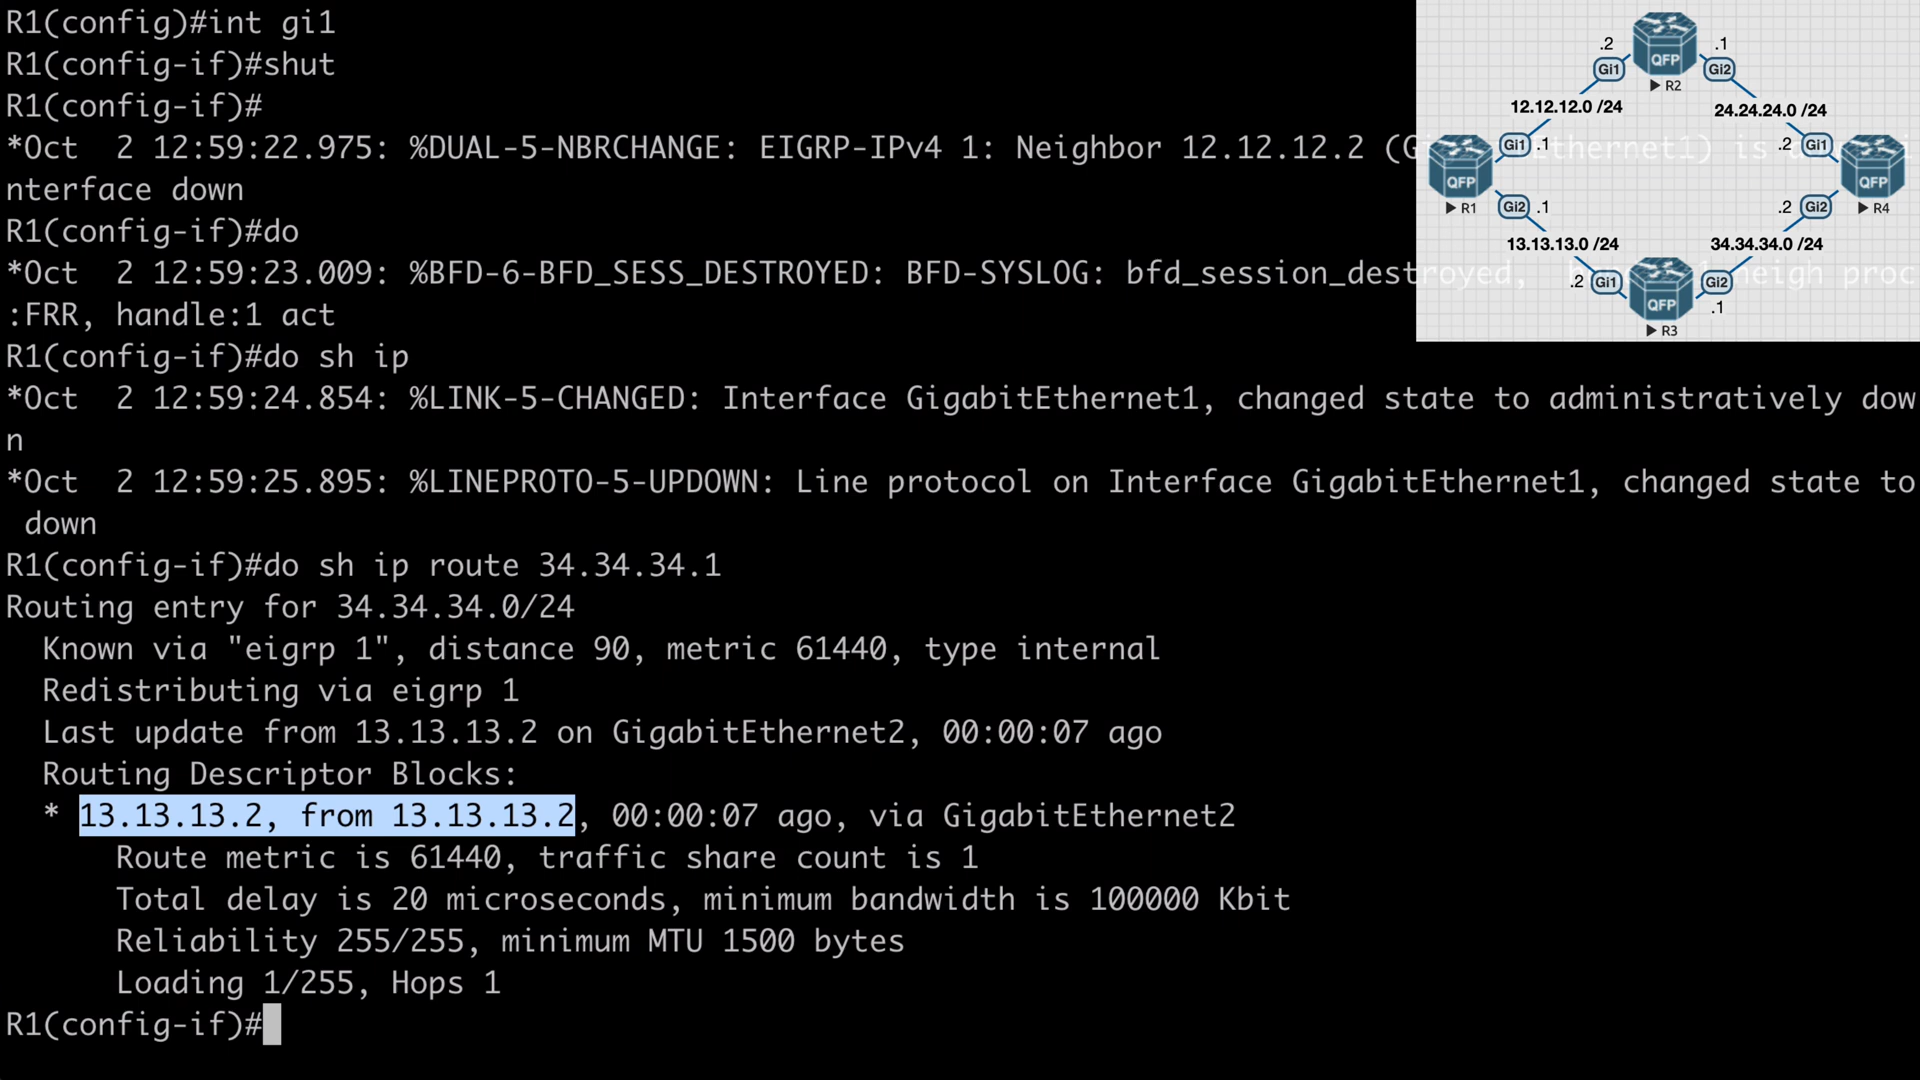 R1(config)#int gi1
R1(config-if)#shut
R1(config-if)#
*Oct  2 12:59:22.975: %DUAL-5-NBRCHANGE: EIGRP-IPv4 1: Neighbor 12.12.12.2 (G
nterface down
R1(config-if)#do
*Oct  2 12:59:23.009: %BFD-6-BFD_SESS_DESTROYED: BFD-SYSLOG: bfd_session_destroyed, neigh proc
:FRR, handle:1 act
R1(config-if)#do sh ip
*Oct  2 12:59:24.854: %LINK-5-CHANGED: Interface GigabitEthernet1, changed state to administratively dow
n
*Oct  2 12:59:25.895: %LINEPROTO-5-UPDOWN: Line protocol on Interface GigabitEthernet1, changed state to
 down
R1(config-if)#do sh ip route 34.34.34.1
Routing entry for 34.34.34.0/24
  Known via "eigrp 1", distance 90, metric 61440, type internal
  Redistributing via eigrp 1
  Last update from 13.13.13.2 on GigabitEthernet2, 00:00:07 ago
  Routing Descriptor Blocks:
  * 13.13.13.2, from 13.13.13.2, 00:00:07 ago, via GigabitEthernet2
      Route metric is 61440, traffic share count is 1
      Total delay is 20 microseconds, minimum bandwidth is 100000 Kbit
      Reliability 255/255, minimum MTU 1500 bytes
      Loading 1/255, Hops 1
R1(config-if)#
.2 QFP .1
Gi1 Gi2
R2
12.12.12.0 /24 24.24.24.0 /24
Gi1 .1 .2 Gi1
QFP QFP
R1 Gi2 .1 .2 Gi2 R4
13.13.13.0 /24 34.34.34.0 /24
.2 Gi1 QFP Gi2
.1
R3